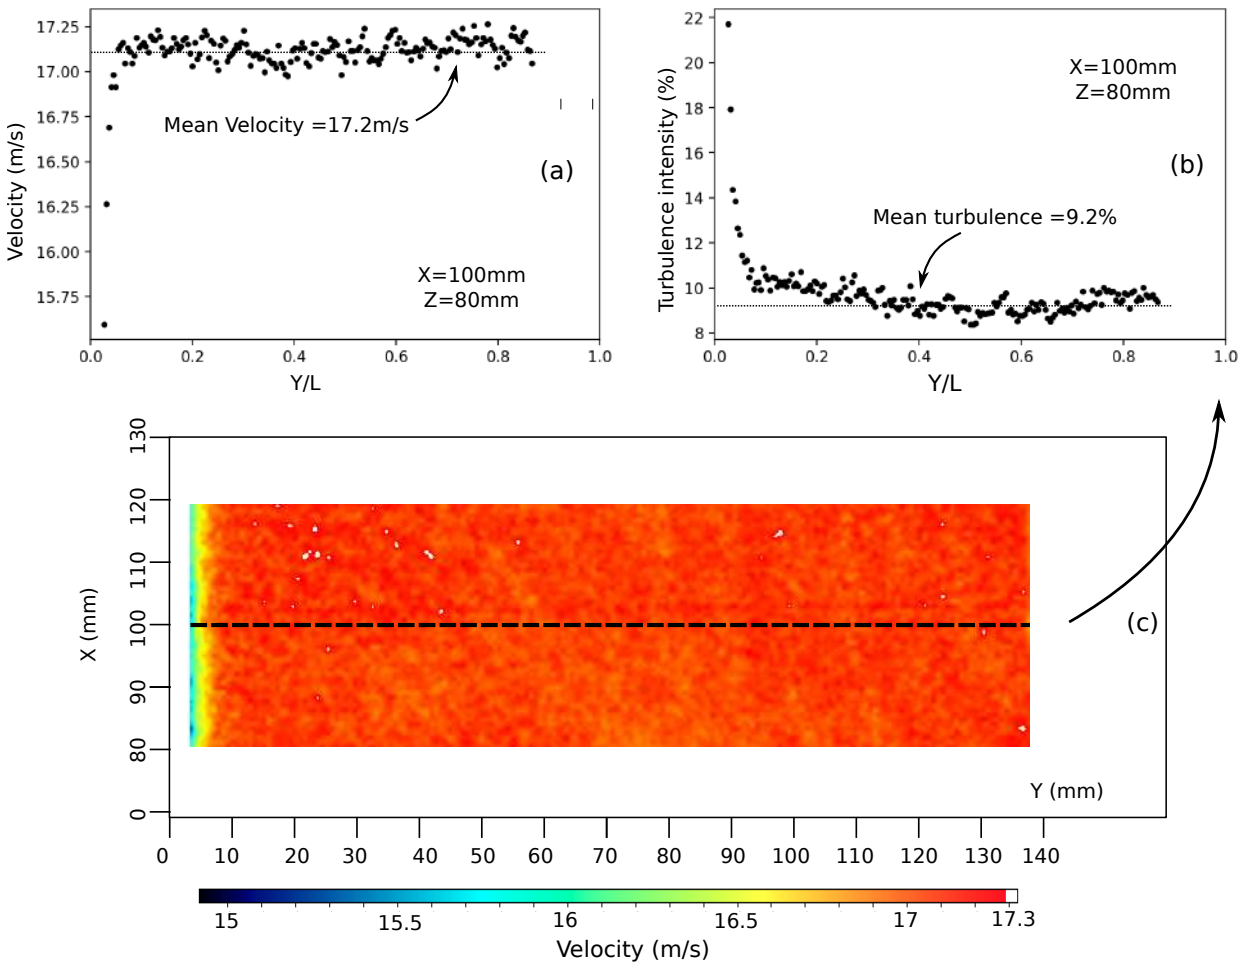 17.25
17.00
16.75
16.50
16.25
16.00
15.75
Velocity (m/s)
Mean Velocity =17.2m/s
(a)
X=100mm
Z=80mm
0.0 0.2 0.4 0.6 0.8 1.0
Y/L
22
20
18
16
14
12
10
8
Turbulence intensity (%)
X=100mm
Z=80mm
(b)
Mean turbulence =9.2%
0.0 0.2 0.4 0.6 0.8 1.0
Y/L
130
120
110
100
90
80
0
X (mm)
(c)
Y (mm)
0 10 20 30 40 50 60 70 80 90 100 110 120 130 140
15 15.5 16 16.5 17 17.3
Velocity (m/s)